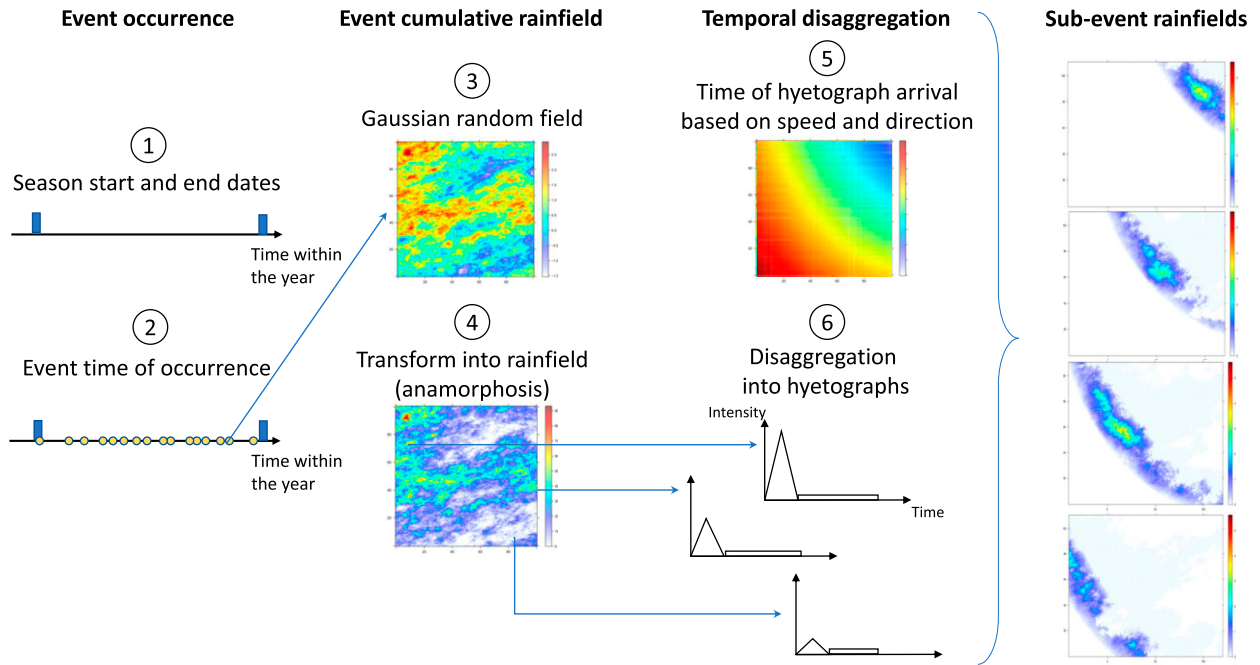 Event occurrence
Event cumulative rainfield
Temporal disaggregation
Sub-event rainfields
1
Season start and end dates
Time within
the year
2
Event time of occurrence
Time within
the year
3
Gaussian random field
4
Transform into rainfield
(anamorphosis)
5
Time of hyetograph arrival
based on speed and direction
6
Disaggregation
into hyetographs
Intensity
Time